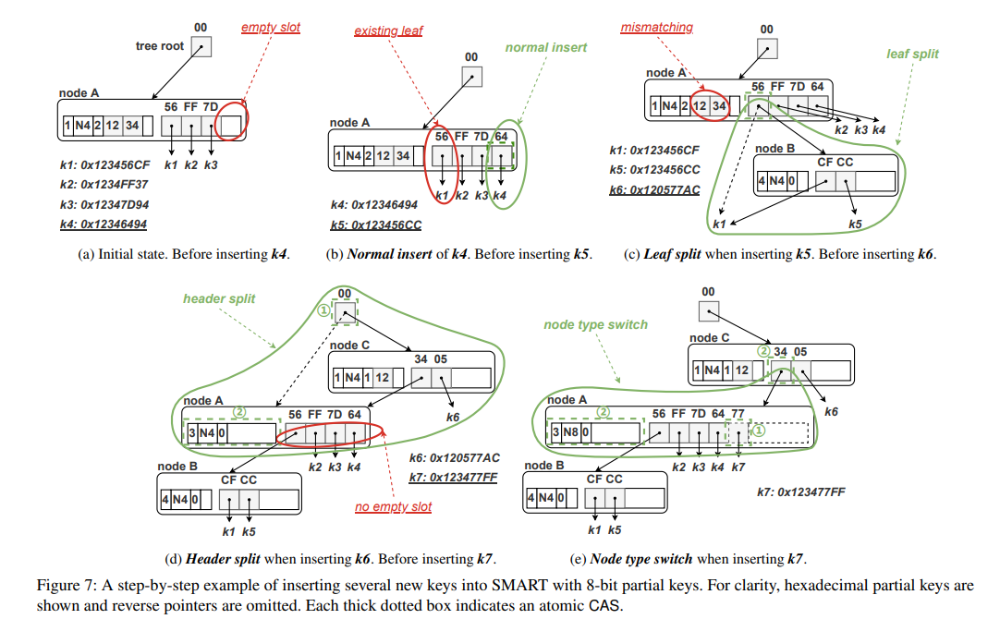 00
empty slot
tree root
node A
56 FF 7D
1 N4 2 12 34
k1 k2 k3
k1: 0x123456CF
k2: 0x1234FF37
k3: 0x12347D94
k4: 0x12346494
(a) Initial state. Before inserting k4.
existing leaf
normal insert
00
node A
56 FF 7D 64
1 N4 2 12 34
k1 k2 k3 k4
k4: 0x12346494
k5: 0x123456CC
(b) Normal insert of k4. Before inserting k5.
mismatching
00
leaf split
node A
56 FF 7D 64
1 N4 2 12 34
k2 k3 k4
k1: 0x123456CF
k5: 0x123456CC
k6: 0x120577AC
node B
CF CC
4 N4 0
k1 k5
(c) Leaf split when inserting k5. Before inserting k6.
header split
00
①
node C
34 05
1 N4 1 12
k6
node A
②
56 FF 7D 64
3 N4 0
k2 k3 k4
node B
CF CC
4 N4 0
k1 k5
k6: 0x120577AC
k7: 0x123477FF
no empty slot
(d) Header split when inserting k6. Before inserting k7.
00
node type switch
node C
② 34 05
1 N4 1 12
k6
node A
②
56 FF 7D 64 77
3 N8 0
①
k2 k3 k4 k7
node B
CF CC
4 N4 0
k1 k5
k7: 0x123477FF
(e) Node type switch when inserting k7.
Figure 7: A step-by-step example of inserting several new keys into SMART with 8-bit partial keys. For clarity, hexadecimal partial keys are
shown and reverse pointers are omitted. Each thick dotted box indicates an atomic CAS.